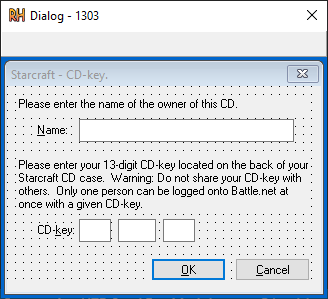 RH Dialog - 1303
Starcraft - CD-key.
Please enter the name of the owner of this CD.
Name:
Please enter your 13-digit CD-key located on the back of your
Starcraft CD case. Warning: Do not share your CD-key with
others. Only one person can be logged onto Battle.net at
once with a given CD-key.
CD-key: : :
OK Cancel